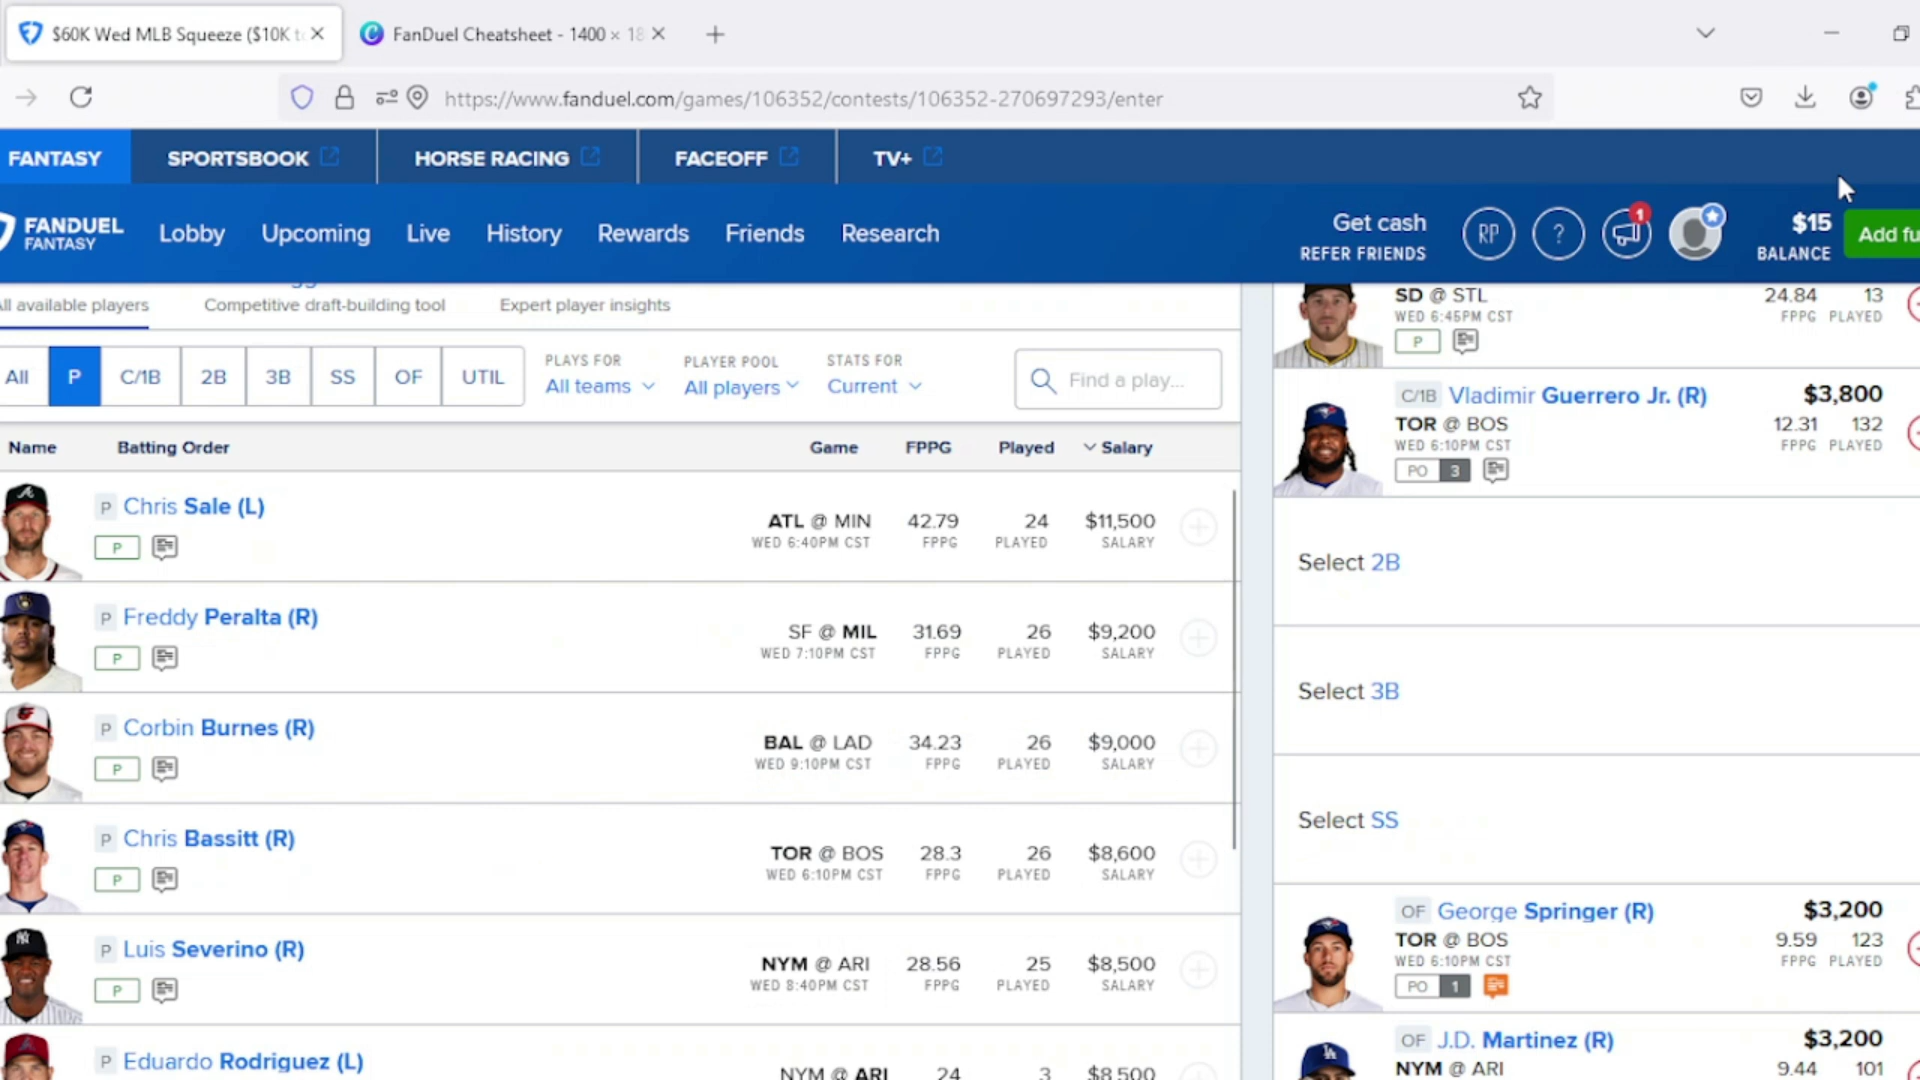 $60K Wed MLB Squeeze ($10K t
FanDuel Cheatsheet - 1400 × 18
https://www.fanduel.com/games/106352/contests/106352-270697293/enter
FANTASY
SPORTSBOOK
HORSE RACING
FACEOFF
TV+
FANDUEL
FANTASY
Lobby
Upcoming
Live
History
Rewards
Friends
Research
Get cash
REFER FRIENDS
RP
?
1
$15
BALANCE
Add fu
ll available players
Competitive draft-building tool
Expert player insights
All
P
C/1B
2B
3B
SS
OF
UTIL
PLAYS FOR
All teams
PLAYER POOL
All players
STATS FOR
Current
Find a play...
Name
Batting Order
Game
FPPG
Played
Salary
P Chris Sale (L)
P
ATL @ MIN
WED 6:40PM CST
42.79
FPPG
24
PLAYED
$11,500
SALARY
P Freddy Peralta (R)
P
SF @ MIL
WED 7:10PM CST
31.69
FPPG
26
PLAYED
$9,200
SALARY
P Corbin Burnes (R)
P
BAL @ LAD
WED 9:10PM CST
34.23
FPPG
26
PLAYED
$9,000
SALARY
P Chris Bassitt (R)
P
TOR @ BOS
WED 6:10PM CST
28.3
FPPG
26
PLAYED
$8,600
SALARY
P Luis Severino (R)
P
NYM @ ARI
WED 8:40PM CST
28.56
FPPG
25
PLAYED
$8,500
SALARY
P Eduardo Rodriguez (L)
NYM @ ARI
24
3
$8,500
SD @ STL
WED 6:45PM CST
P
24.84
FPPG
13
PLAYED
C/1B Vladimir Guerrero Jr. (R)
$3,800
TOR @ BOS
WED 6:10PM CST
PO 3
12.31
FPPG
132
PLAYED
Select 2B
Select 3B
Select SS
OF George Springer (R)
$3,200
TOR @ BOS
WED 6:10PM CST
PO 1
9.59
FPPG
123
PLAYED
OF J.D. Martinez (R)
$3,200
NYM @ ARI
9.44
101